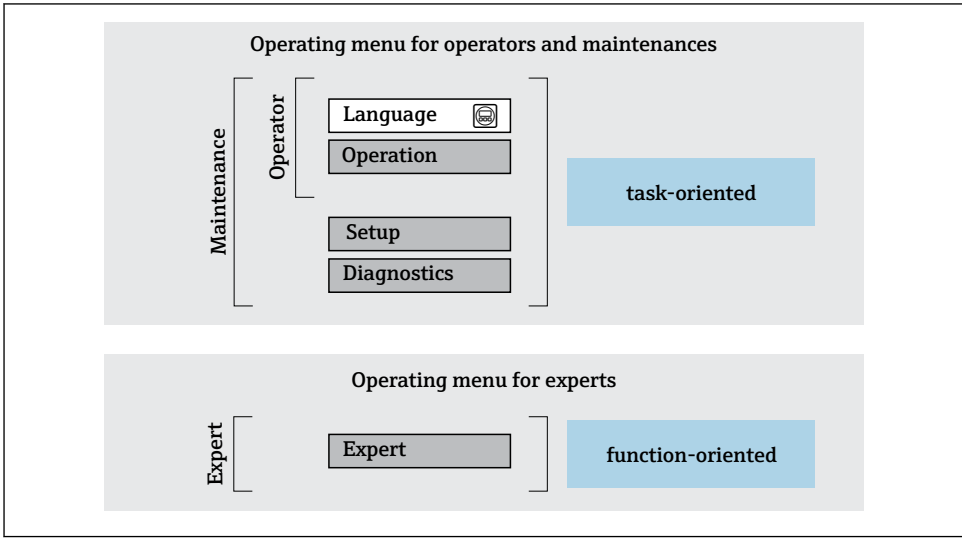 Operating menu for operators and maintenances
Maintenance
Operator
Language
Operation
Setup
Diagnostics
task-oriented
Operating menu for experts
Expert
Expert
function-oriented